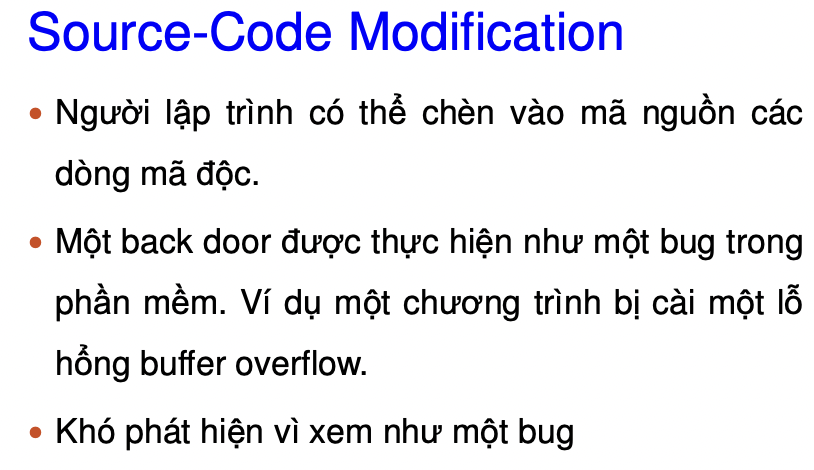 Source-Code Modification
• Người lập trình có thể chèn vào mã nguồn các
dòng mã độc.
• Một back door được thực hiện như một bug trong
phần mềm. Ví dụ một chương trình bị cài một lỗ
hổng buffer overflow.
• Khó phát hiện vì xem như một bug